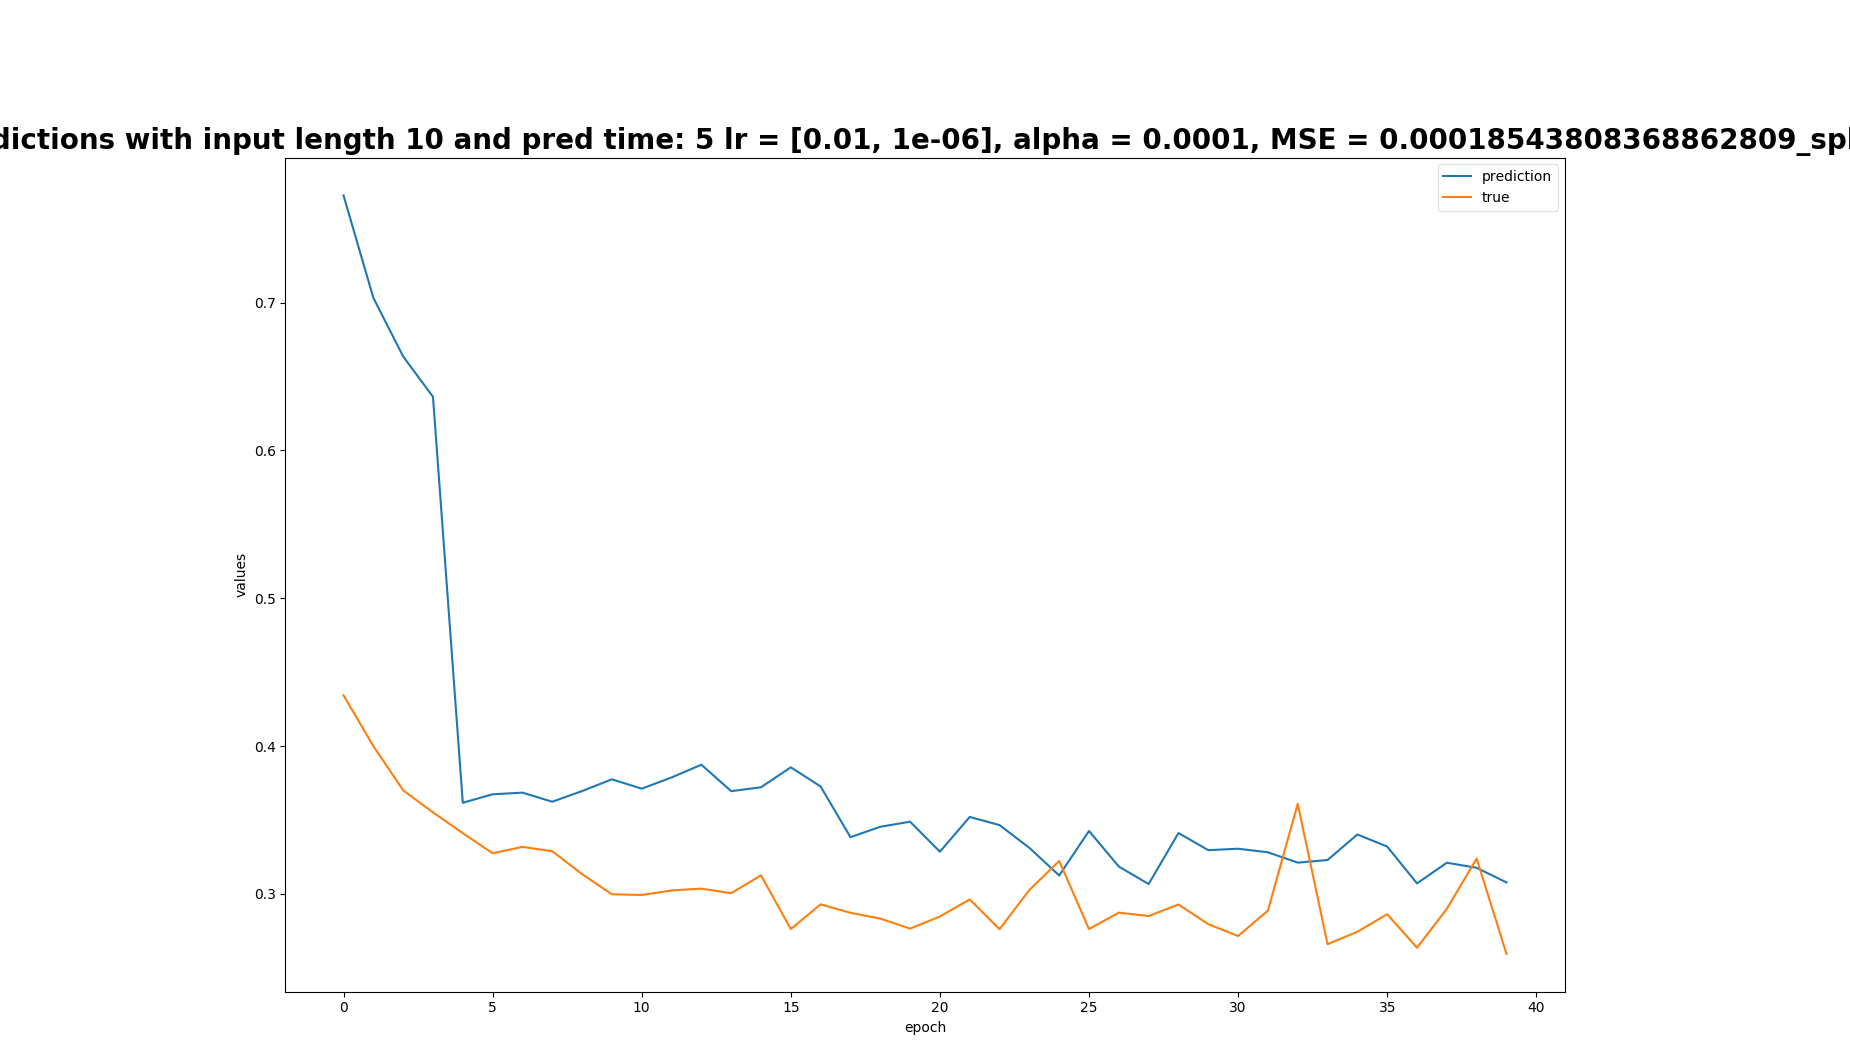 dictions with input length 10 and pred time: 5 lr = [0.01, 1e-06], alpha = 0.0001, MSE = 0.00018543808368862809_spl
prediction
true
0.7
0.6
0.5
0.4
0.3
values
0 5 10 15 20 25 30 35 40
epoch